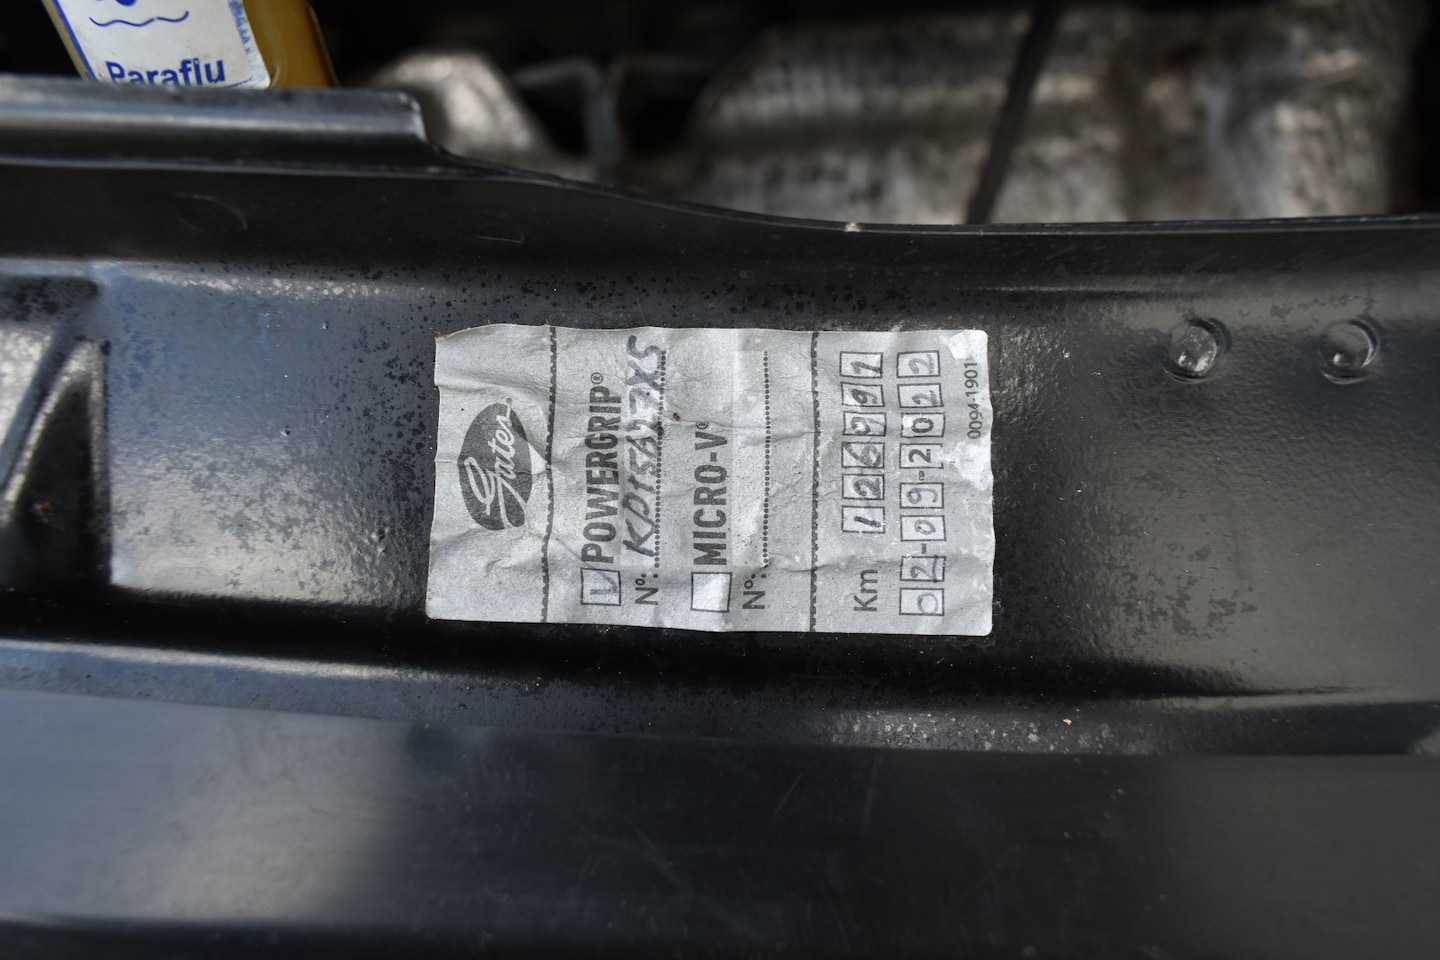 Paraflu
Gates
POWERGRIP®
Nº: KP15627XS
MICRO-V®
Nº:
Km 126991
02-09-2022
0094-1901